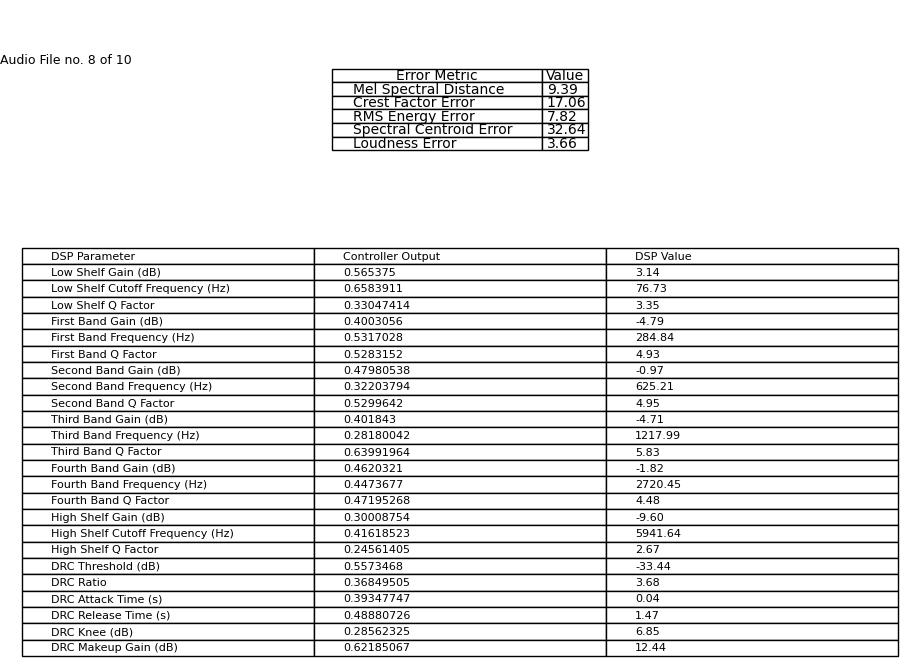 Audio File no. 8 of 10
Error Metric Value
Mel Spectral Distance 9.39
Crest Factor Error 17.06
RMS Energy Error 7.82
Spectral Centroid Error 32.64
Loudness Error 3.66
DSP Parameter Controller Output DSP Value
Low Shelf Gain (dB) 0.565375 3.14
Low Shelf Cutoff Frequency (Hz) 0.6583911 76.73
Low Shelf Q Factor 0.33047414 3.35
First Band Gain (dB) 0.4003056 -4.79
First Band Frequency (Hz) 0.5317028 284.84
First Band Q Factor 0.5283152 4.93
Second Band Gain (dB) 0.47980538 -0.97
Second Band Frequency (Hz) 0.32203794 625.21
Second Band Q Factor 0.5299642 4.95
Third Band Gain (dB) 0.401843 -4.71
Third Band Frequency (Hz) 0.28180042 1217.99
Third Band Q Factor 0.63991964 5.83
Fourth Band Gain (dB) 0.4620321 -1.82
Fourth Band Frequency (Hz) 0.4473677 2720.45
Fourth Band Q Factor 0.47195268 4.48
High Shelf Gain (dB) 0.30008754 -9.60
High Shelf Cutoff Frequency (Hz) 0.41618523 5941.64
High Shelf Q Factor 0.24561405 2.67
DRC Threshold (dB) 0.5573468 -33.44
DRC Ratio 0.36849505 3.68
DRC Attack Time (s) 0.39347747 0.04
DRC Release Time (s) 0.48880726 1.47
DRC Knee (dB) 0.28562325 6.85
DRC Makeup Gain (dB) 0.62185067 12.44